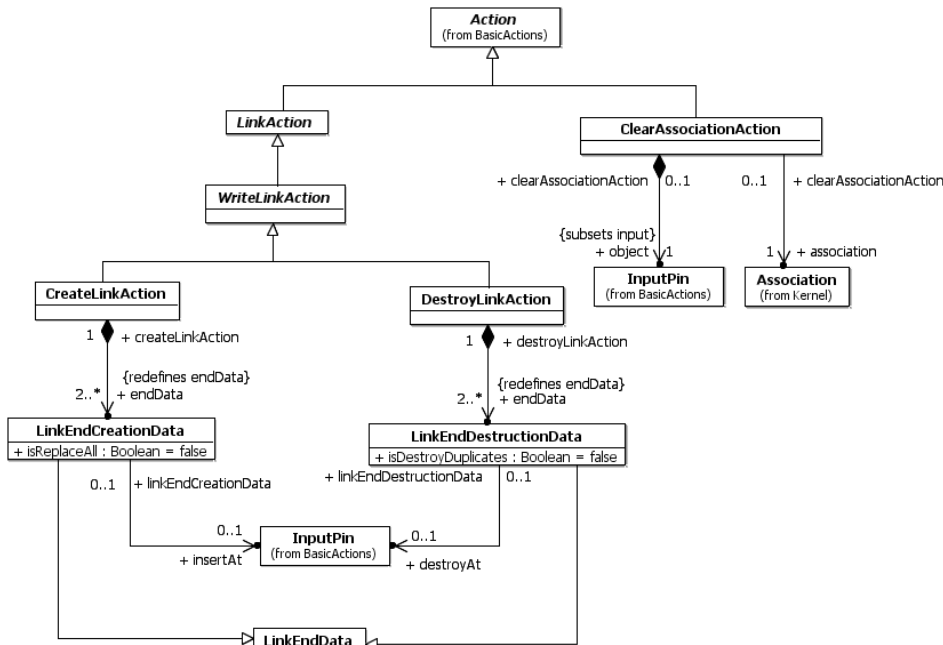 Action
(from BasicActions)
LinkAction
ClearAssociationAction
+ clearAssociationAction
0..1
0..1
+ clearAssociationAction
WriteLinkAction
{subsets input}
+ object
1
1
+ association
InputPin
(from BasicActions)
Association
(from Kernel)
CreateLinkAction
DestroyLinkAction
1
+ createLinkAction
1
+ destroyLinkAction
{redefines endData}
2..*
+ endData
{redefines endData}
2..*
+ endData
LinkEndCreationData
+ isReplaceAll : Boolean = false
LinkEndDestructionData
+ isDestroyDuplicates : Boolean = false
0..1
+ linkEndCreationData
+ linkEndDestructionData
0..1
0..1
+ insertAt
InputPin
(from BasicActions)
0..1
+ destroyAt
LinkEndData